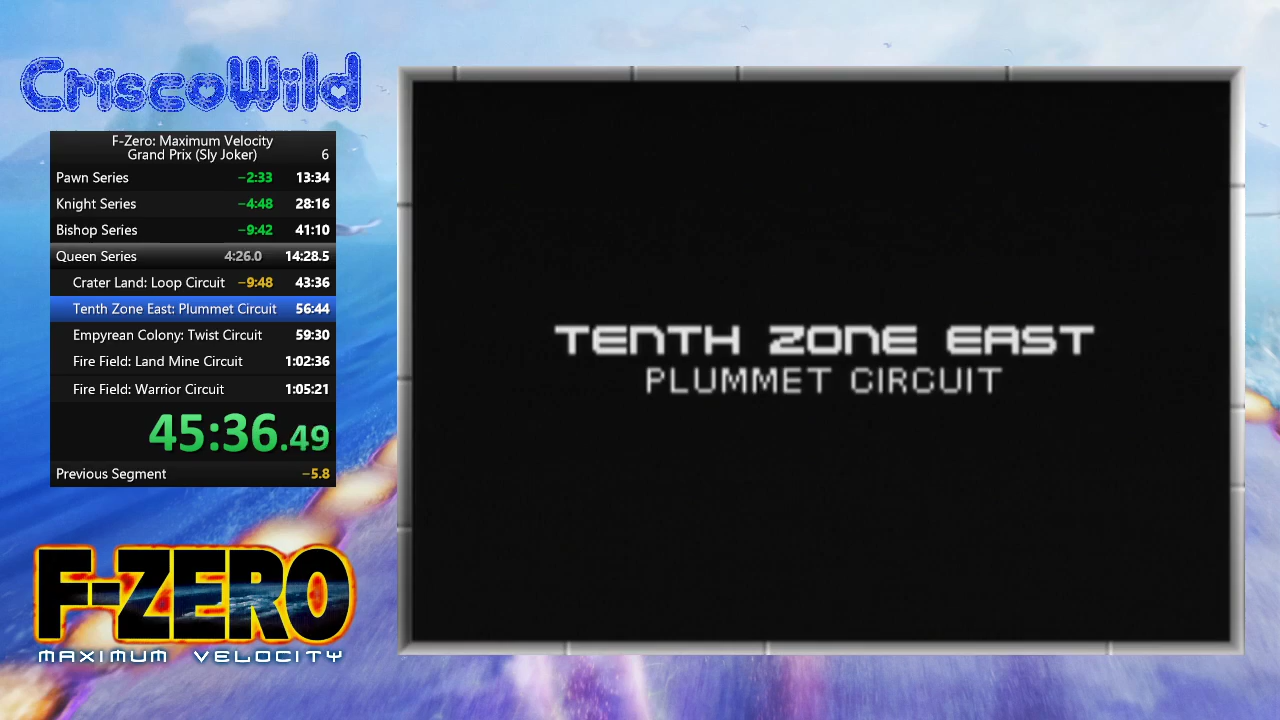 CriscoWild
F-Zero: Maximum Velocity
Grand Prix (Sly Joker) 6
Pawn Series −2:33 13:34
Knight Series −4:48 28:16
Bishop Series −9:42 41:10
Queen Series 4:26.0 14:28.5
Crater Land: Loop Circuit −9:48 43:36
Tenth Zone East: Plummet Circuit 56:44
Empyrean Colony: Twist Circuit 59:30
Fire Field: Land Mine Circuit 1:02:36
Fire Field: Warrior Circuit 1:05:21
45:36.49
Previous Segment −5.8
F-ZERO
MAXIMUM VELOCITY
TENTH ZONE EAST
PLUMMET CIRCUIT